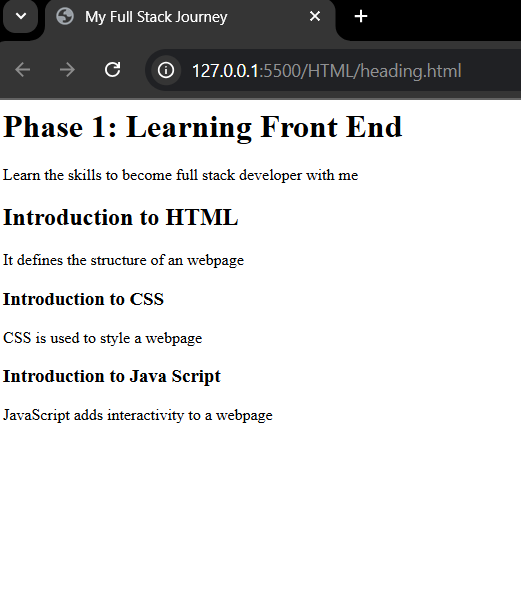 My Full Stack Journey
127.0.0.1:5500/HTML/heading.html
Phase 1: Learning Front End
Learn the skills to become full stack developer with me
Introduction to HTML
It defines the structure of an webpage
Introduction to CSS
CSS is used to style a webpage
Introduction to Java Script
JavaScript adds interactivity to a webpage